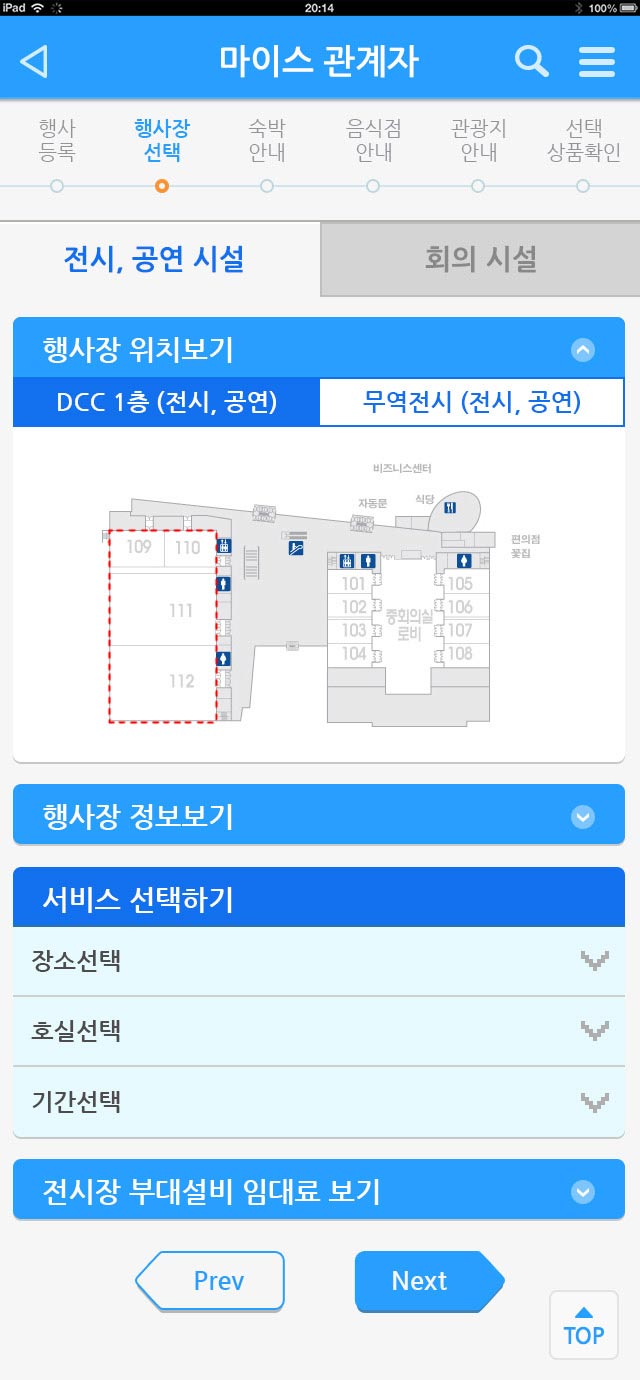 iPad 20:14 100%
마이스 관계자
행사 등록
행사장 선택
숙박 안내
음식점 안내
관광지 안내
선택 상품확인
전시, 공연 시설
회의 시설
행사장 위치보기
DCC 1층 (전시, 공연)
무역전시 (전시, 공연)
비즈니스센터
자동문
식당
편의점
꽃집
109
110
111
112
101
102
103
104
중회의실
로비
105
106
107
108
행사장 정보보기
서비스 선택하기
장소선택
호실선택
기간선택
전시장 부대설비 임대료 보기
Prev
Next
TOP